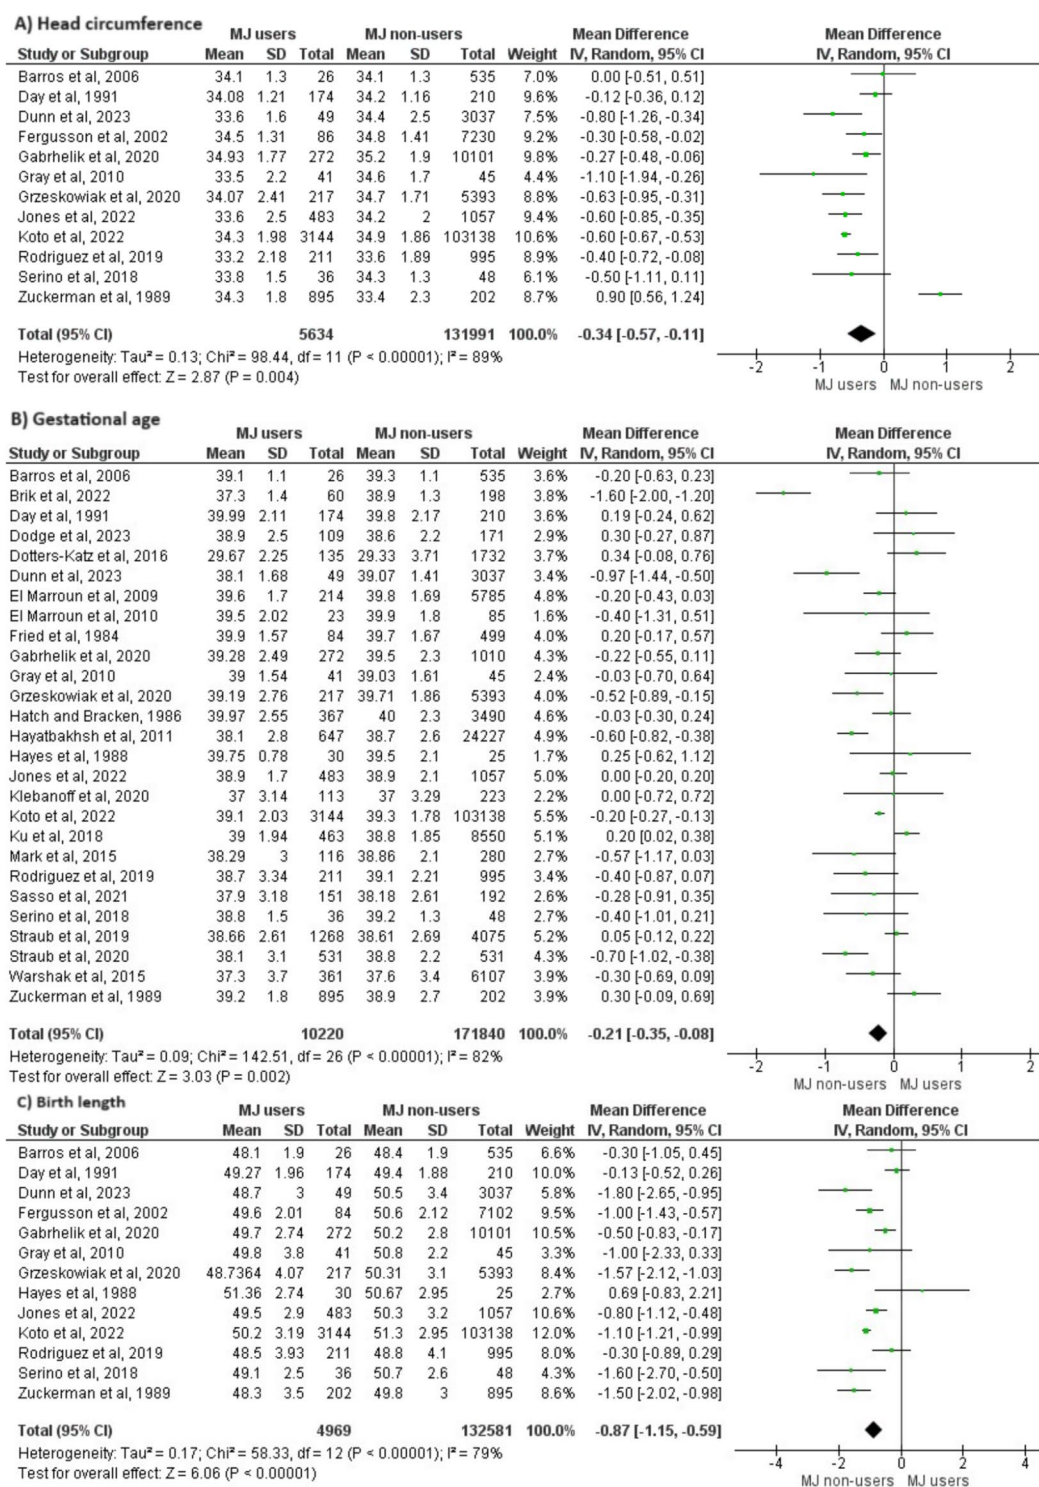 A) Head circumference
MJ users MJ non-users Mean Difference Mean Difference
Study or Subgroup Mean SD Total Mean SD Total Weight IV, Random, 95% CI IV, Random, 95% CI
Barros et al, 2006 34.1 1.3 26 34.1 1.3 535 7.0% 0.00 [-0.51, 0.51]
Day et al, 1991 34.08 1.21 174 34.2 1.16 210 9.6% -0.12 [-0.36, 0.12]
Dunn et al, 2023 33.6 1.6 49 34.4 2.5 3037 7.5% -0.80 [-1.26, -0.34]
Fergusson et al, 2002 34.5 1.31 86 34.8 1.41 7230 9.2% -0.30 [-0.58, -0.02]
Gabrhelik et al, 2020 34.93 1.77 272 35.2 1.9 10101 9.8% -0.27 [-0.48, -0.06]
Gray et al, 2010 33.5 2.2 41 34.6 1.7 45 4.4% -1.10 [-1.94, -0.26]
Grzeskowiak et al, 2020 34.07 2.41 217 34.7 1.71 5393 8.8% -0.63 [-0.95, -0.31]
Jones et al, 2022 33.6 2.5 483 34.2 2 1057 9.4% -0.60 [-0.85, -0.35]
Koto et al, 2022 34.3 1.98 3144 34.9 1.86 103138 10.6% -0.60 [-0.67, -0.53]
Rodriguez et al, 2019 33.2 2.18 211 33.6 1.89 995 8.9% -0.40 [-0.72, -0.08]
Serino et al, 2018 33.8 1.5 36 34.3 1.3 48 6.1% -0.50 [-1.11, 0.11]
Zuckerman et al, 1989 34.3 1.8 895 33.4 2.3 202 8.7% 0.90 [0.56, 1.24]
Total (95% CI) 5634 131991 100.0% -0.34 [-0.57, -0.11]
Heterogeneity: Tau² = 0.13; Chi² = 98.44, df = 11 (P < 0.00001); I² = 89%
Test for overall effect: Z = 2.87 (P = 0.004)
-2 -1 0 1 2
MJ users MJ non-users
B) Gestational age
MJ users MJ non-users Mean Difference Mean Difference
Study or Subgroup Mean SD Total Mean SD Total Weight IV, Random, 95% CI IV, Random, 95% CI
Barros et al, 2006 39.1 1.1 26 39.3 1.1 535 3.6% -0.20 [-0.63, 0.23]
Brik et al, 2022 37.3 1.4 60 38.9 1.3 198 3.8% -1.60 [-2.00, -1.20]
Day et al, 1991 39.99 2.11 174 39.8 2.17 210 3.6% 0.19 [-0.24, 0.62]
Dodge et al, 2023 38.9 2.5 109 38.6 2.2 171 2.9% 0.30 [-0.27, 0.87]
Dotters-Katz et al, 2016 29.67 2.25 135 29.33 3.71 1732 3.7% 0.34 [-0.08, 0.76]
Dunn et al, 2023 38.1 1.68 49 39.07 1.41 3037 3.4% -0.97 [-1.44, -0.50]
El Marroun et al, 2009 39.6 1.7 214 39.8 1.69 5785 4.8% -0.20 [-0.43, 0.03]
El Marroun et al, 2010 39.5 2.02 23 39.9 1.8 85 1.6% -0.40 [-1.31, 0.51]
Fried et al, 1984 39.9 1.57 84 39.7 1.67 499 4.0% 0.20 [-0.17, 0.57]
Gabrhelik et al, 2020 39.28 2.49 272 39.5 2.3 1010 4.3% -0.22 [-0.55, 0.11]
Gray et al, 2010 39 1.54 41 39.03 1.61 45 2.4% -0.03 [-0.70, 0.64]
Grzeskowiak et al, 2020 39.19 2.76 217 39.71 1.86 5393 4.0% -0.52 [-0.89, -0.15]
Hatch and Bracken, 1986 39.97 2.55 367 40 2.3 3490 4.6% -0.03 [-0.30, 0.24]
Hayatbakhsh et al, 2011 38.1 2.8 647 38.7 2.6 24227 4.9% -0.60 [-0.82, -0.38]
Hayes et al, 1988 39.75 0.78 30 39.5 2.1 25 1.7% 0.25 [-0.62, 1.12]
Jones et al, 2022 38.9 1.7 483 38.9 2.1 1057 5.0% 0.00 [-0.20, 0.20]
Klebanoff et al, 2020 37 3.14 113 37 3.29 223 2.2% 0.00 [-0.72, 0.72]
Koto et al, 2022 39.1 2.03 3144 39.3 1.78 103138 5.5% -0.20 [-0.27, -0.13]
Ku et al, 2018 39 1.94 463 38.8 1.85 8550 5.1% 0.20 [0.02, 0.38]
Mark et al, 2015 38.29 3 116 38.86 2.1 280 2.7% -0.57 [-1.17, 0.03]
Rodriguez et al, 2019 38.7 3.34 211 39.1 2.21 995 3.4% -0.40 [-0.87, 0.07]
Sasso et al, 2021 37.9 3.18 151 38.18 2.61 192 2.6% -0.28 [-0.91, 0.35]
Serino et al, 2018 38.8 1.5 36 39.2 1.3 48 2.7% -0.40 [-1.01, 0.21]
Straub et al, 2019 38.66 2.61 1268 38.61 2.69 4075 5.2% 0.05 [-0.12, 0.22]
Straub et al, 2020 38.1 3.1 531 38.8 2.2 531 4.3% -0.70 [-1.02, -0.38]
Warshak et al, 2015 37.3 3.7 361 37.6 3.4 6107 3.9% -0.30 [-0.69, 0.09]
Zuckerman et al, 1989 39.2 1.8 895 38.9 2.7 202 3.9% 0.30 [-0.09, 0.69]
Total (95% CI) 10220 171840 100.0% -0.21 [-0.35, -0.08]
Heterogeneity: Tau² = 0.09; Chi² = 142.51, df = 26 (P < 0.00001); I² = 82%
Test for overall effect: Z = 3.03 (P = 0.002)
-2 -1 0 1 2
MJ non-users MJ users
C) Birth length
MJ users MJ non-users Mean Difference Mean Difference
Study or Subgroup Mean SD Total Mean SD Total Weight IV, Random, 95% CI IV, Random, 95% CI
Barros et al, 2006 48.1 1.9 26 48.4 1.9 535 6.6% -0.30 [-1.05, 0.45]
Day et al, 1991 49.27 1.96 174 49.4 1.88 210 10.0% -0.13 [-0.52, 0.26]
Dunn et al, 2023 48.7 3 49 50.5 3.4 3037 5.8% -1.80 [-2.65, -0.95]
Fergusson et al, 2002 49.6 2.01 84 50.6 2.12 7102 9.5% -1.00 [-1.43, -0.57]
Gabrhelik et al, 2020 49.7 2.74 272 50.2 2.8 10101 10.5% -0.50 [-0.83, -0.17]
Gray et al, 2010 49.8 3.8 41 50.8 2.2 45 3.3% -1.00 [-2.33, 0.33]
Grzeskowiak et al, 2020 48.7364 4.07 217 50.31 3.1 5393 8.4% -1.57 [-2.12, -1.03]
Hayes et al, 1988 51.36 2.74 30 50.67 2.95 25 2.7% 0.69 [-0.83, 2.21]
Jones et al, 2022 49.5 2.9 483 50.3 3.2 1057 10.6% -0.80 [-1.12, -0.48]
Koto et al, 2022 50.2 3.19 3144 51.3 2.95 103138 12.0% -1.10 [-1.21, -0.99]
Rodriguez et al, 2019 48.5 3.93 211 48.8 4.1 995 8.0% -0.30 [-0.89, 0.29]
Serino et al, 2018 49.1 2.5 36 50.7 2.6 48 4.3% -1.60 [-2.70, -0.50]
Zuckerman et al, 1989 48.3 3.5 202 49.8 3 895 8.6% -1.50 [-2.02, -0.98]
Total (95% CI) 4969 132581 100.0% -0.87 [-1.15, -0.59]
Heterogeneity: Tau² = 0.17; Chi² = 58.33, df = 12 (P < 0.00001); I² = 79%
Test for overall effect: Z = 6.06 (P < 0.00001)
-4 -2 0 2 4
MJ non-users MJ users